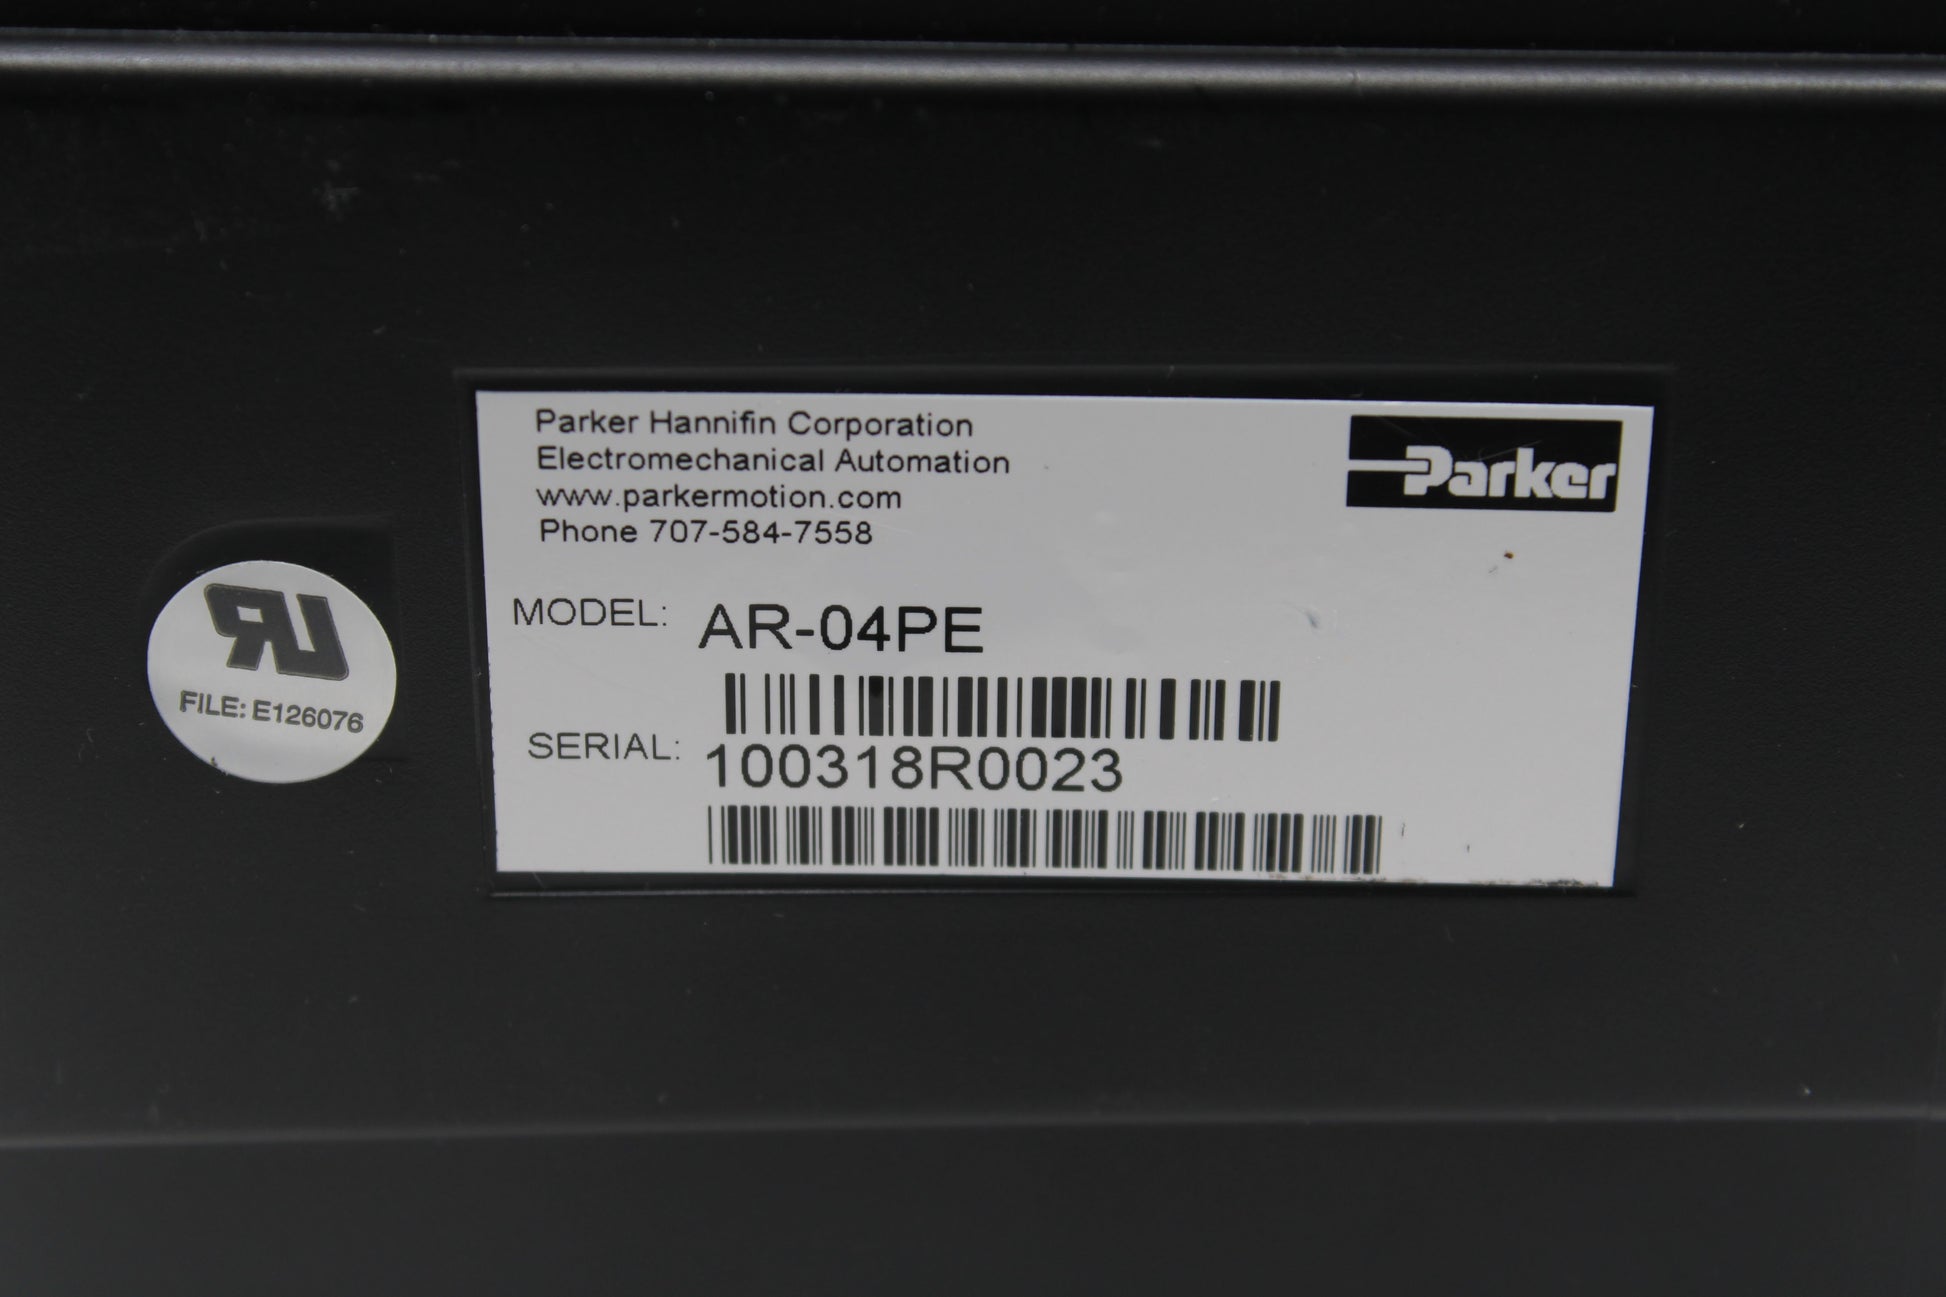 Parker Hannifin Corporation
Electromechanical Automation
www.parkermotion.com
Phone 707-584-7558
Parker
MODEL: AR-04PE
SERIAL: 100318R0023
RU
FILE: E126076